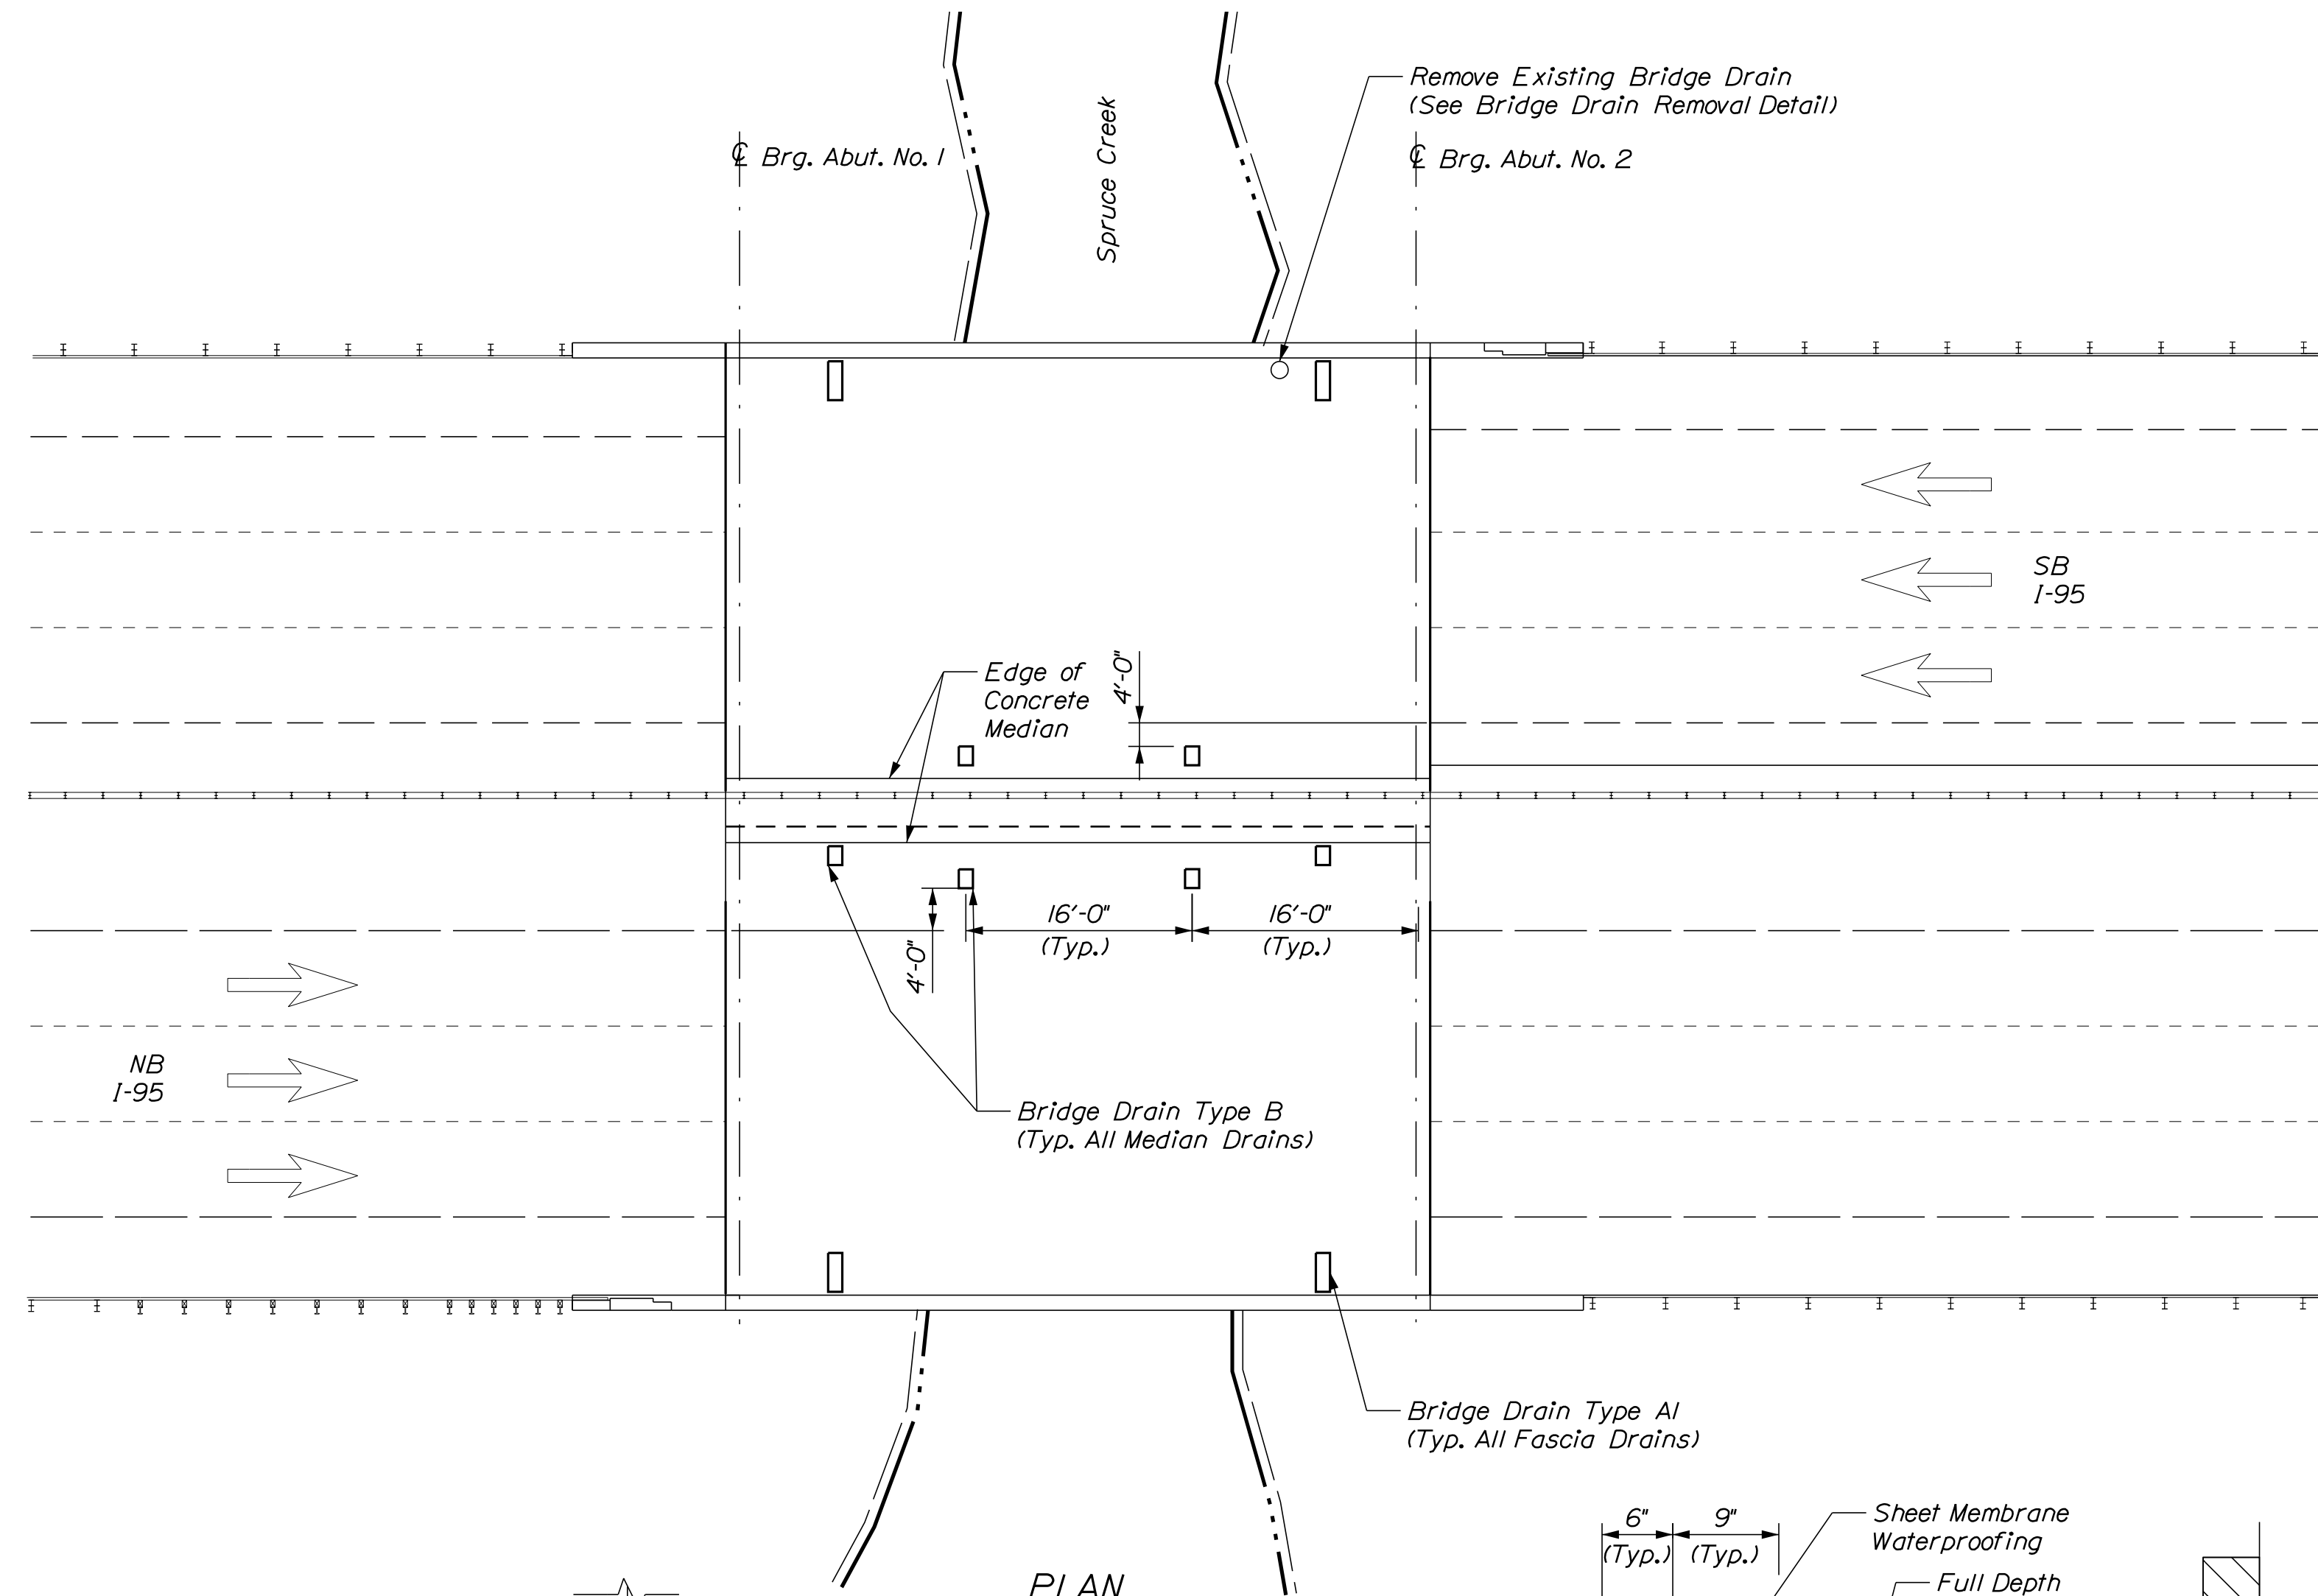 Remove Existing Bridge Drain
(See Bridge Drain Removal Detail)
℄ Brg. Abut. No. 1
Spruce Creek
℄ Brg. Abut. No. 2
SB
I-95
Edge of
Concrete
Median
4'-0"
16'-0"
(Typ.)
16'-0"
(Typ.)
4'-0"
NB
I-95
Bridge Drain Type B
(Typ. All Median Drains)
Bridge Drain Type A1
(Typ. All Fascia Drains)
6"
(Typ.)
9"
(Typ.)
Sheet Membrane
Waterproofing
Full Depth
PLAN